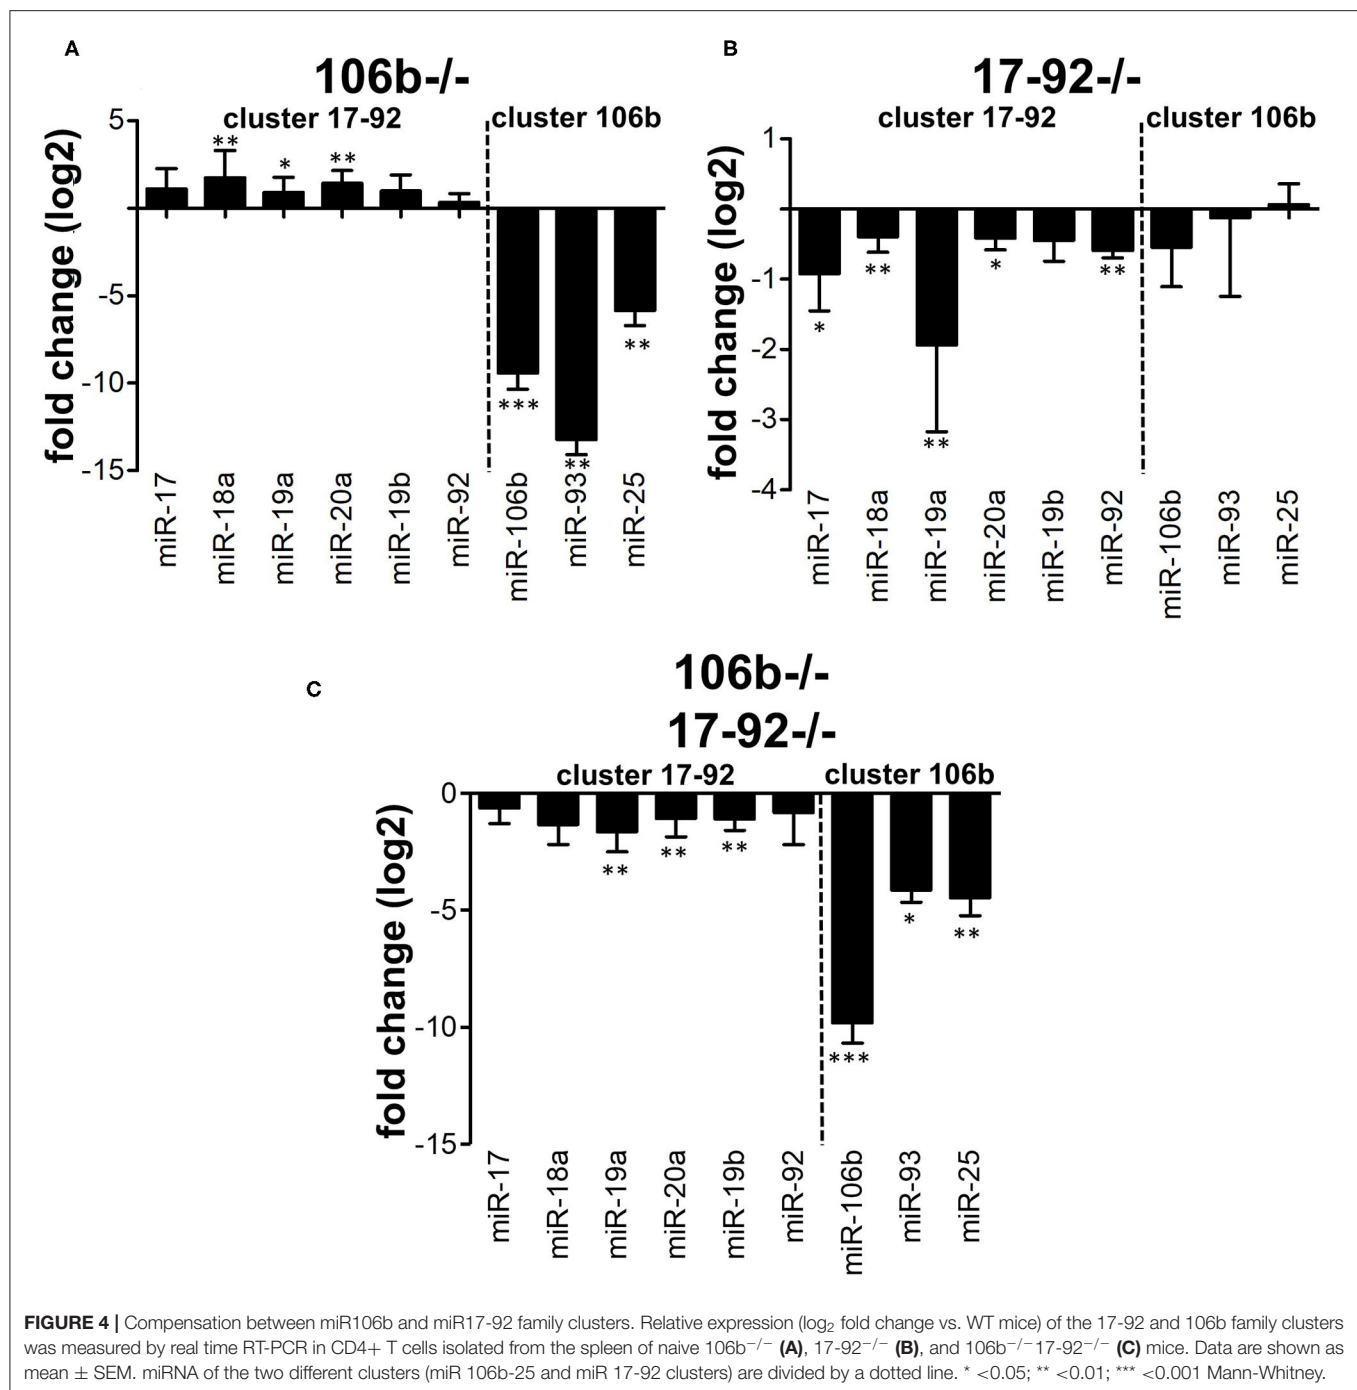 A
106b-/-
cluster 17-92 cluster 106b
fold change (log2)
5
-5
-10
-15
** * ** *** ** **
miR-17 miR-18a miR-19a miR-20a miR-19b miR-92 miR-106b miR-93 miR-25
B
17-92-/-
cluster 17-92 cluster 106b
fold change (log2)
1
-1
-2
-3
-4
* ** ** * **
miR-17 miR-18a miR-19a miR-20a miR-19b miR-92 miR-106b miR-93 miR-25
C
106b-/-
17-92-/-
cluster 17-92 cluster 106b
fold change (log2)
0
-5
-10
-15
** ** ** *** * **
miR-17 miR-18a miR-19a miR-20a miR-19b miR-92 miR-106b miR-93 miR-25
FIGURE 4 | Compensation between miR106b and miR17-92 family clusters. Relative expression (log₂ fold change vs. WT mice) of the 17-92 and 106b family clusters
was measured by real time RT-PCR in CD4+ T cells isolated from the spleen of naive 106b⁻/⁻ (A), 17-92⁻/⁻ (B), and 106b⁻/⁻17-92⁻/⁻ (C) mice. Data are shown as
mean ± SEM. miRNA of the two different clusters (miR 106b-25 and miR 17-92 clusters) are divided by a dotted line. * <0.05; ** <0.01; *** <0.001 Mann-Whitney.